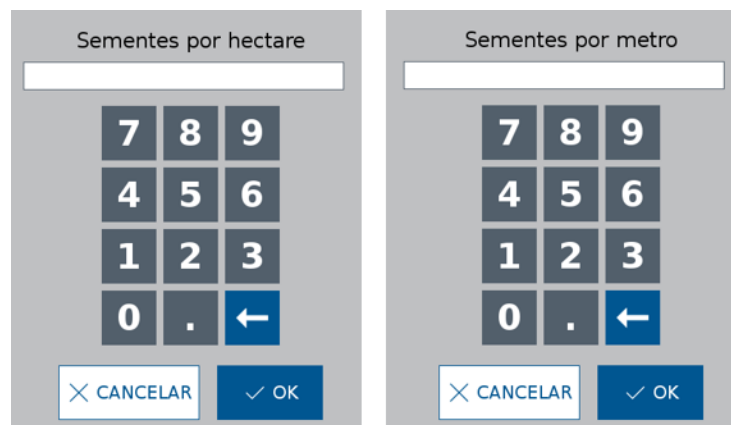 Sementes por hectare
7 8 9
4 5 6
1 2 3
0 . ←
CANCELAR OK
Sementes por metro
7 8 9
4 5 6
1 2 3
0 . ←
CANCELAR OK